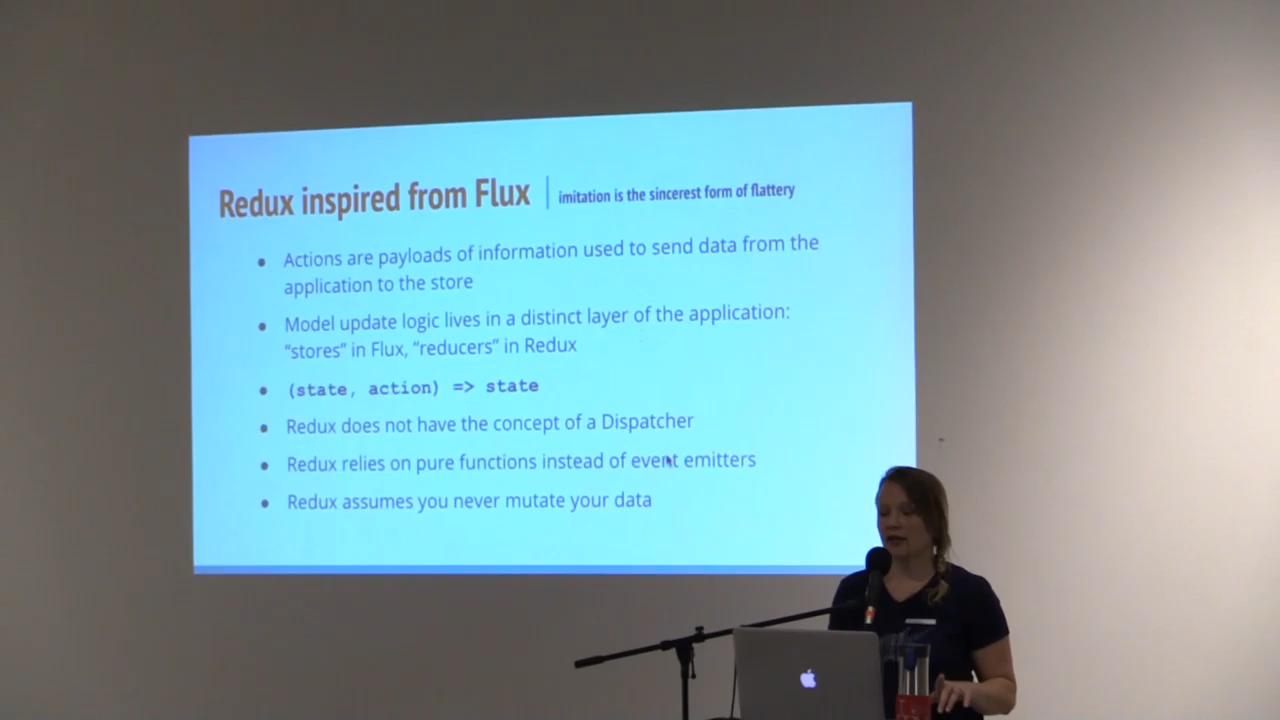 Redux inspired from Flux | imitation is the sincerest form of flattery
• Actions are payloads of information used to send data from the
application to the store
• Model update logic lives in a distinct layer of the application:
“stores” in Flux, “reducers” in Redux
• (state, action) => state
• Redux does not have the concept of a Dispatcher
• Redux relies on pure functions instead of event emitters
• Redux assumes you never mutate your data